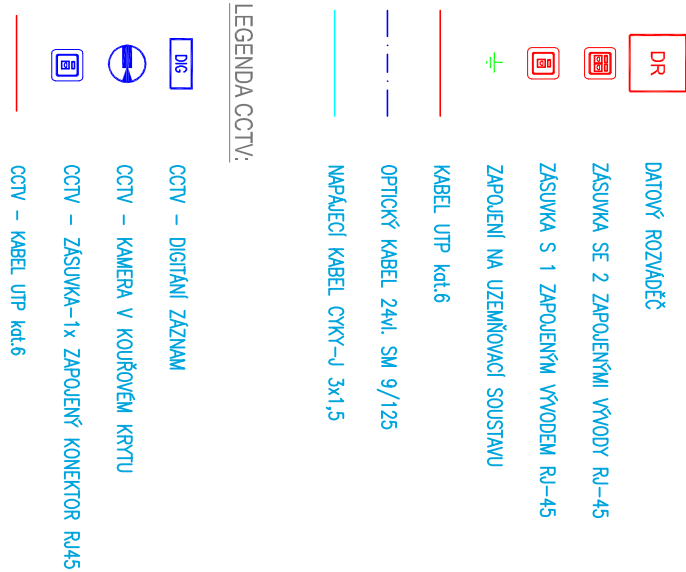 DR
DATOVÝ ROZVÁDĚČ
ZÁSUVKA SE 2 ZAPOJENÝMI VÝVODY RJ-45
ZÁSUVKA S 1 ZAPOJENÝM VÝVODEM RJ-45
ZAPOJENÍ NA UZEMŇOVACÍ SOUSTAVU
KABEL UTP kat.6
OPTICKÝ KABEL 24vl. SM 9/125
NAPÁJECÍ KABEL CYKY-J 3x1,5
LEGENDA CCTV:
DIG
CCTV - DIGITÁNÍ ZÁZNAM
CCTV - KAMERA V KOUŘOVÉM KRYTU
CCTV - ZÁSUVKA-1x ZAPOJENÝ KONEKTOR RJ45
CCTV - KABEL UTP kat.6